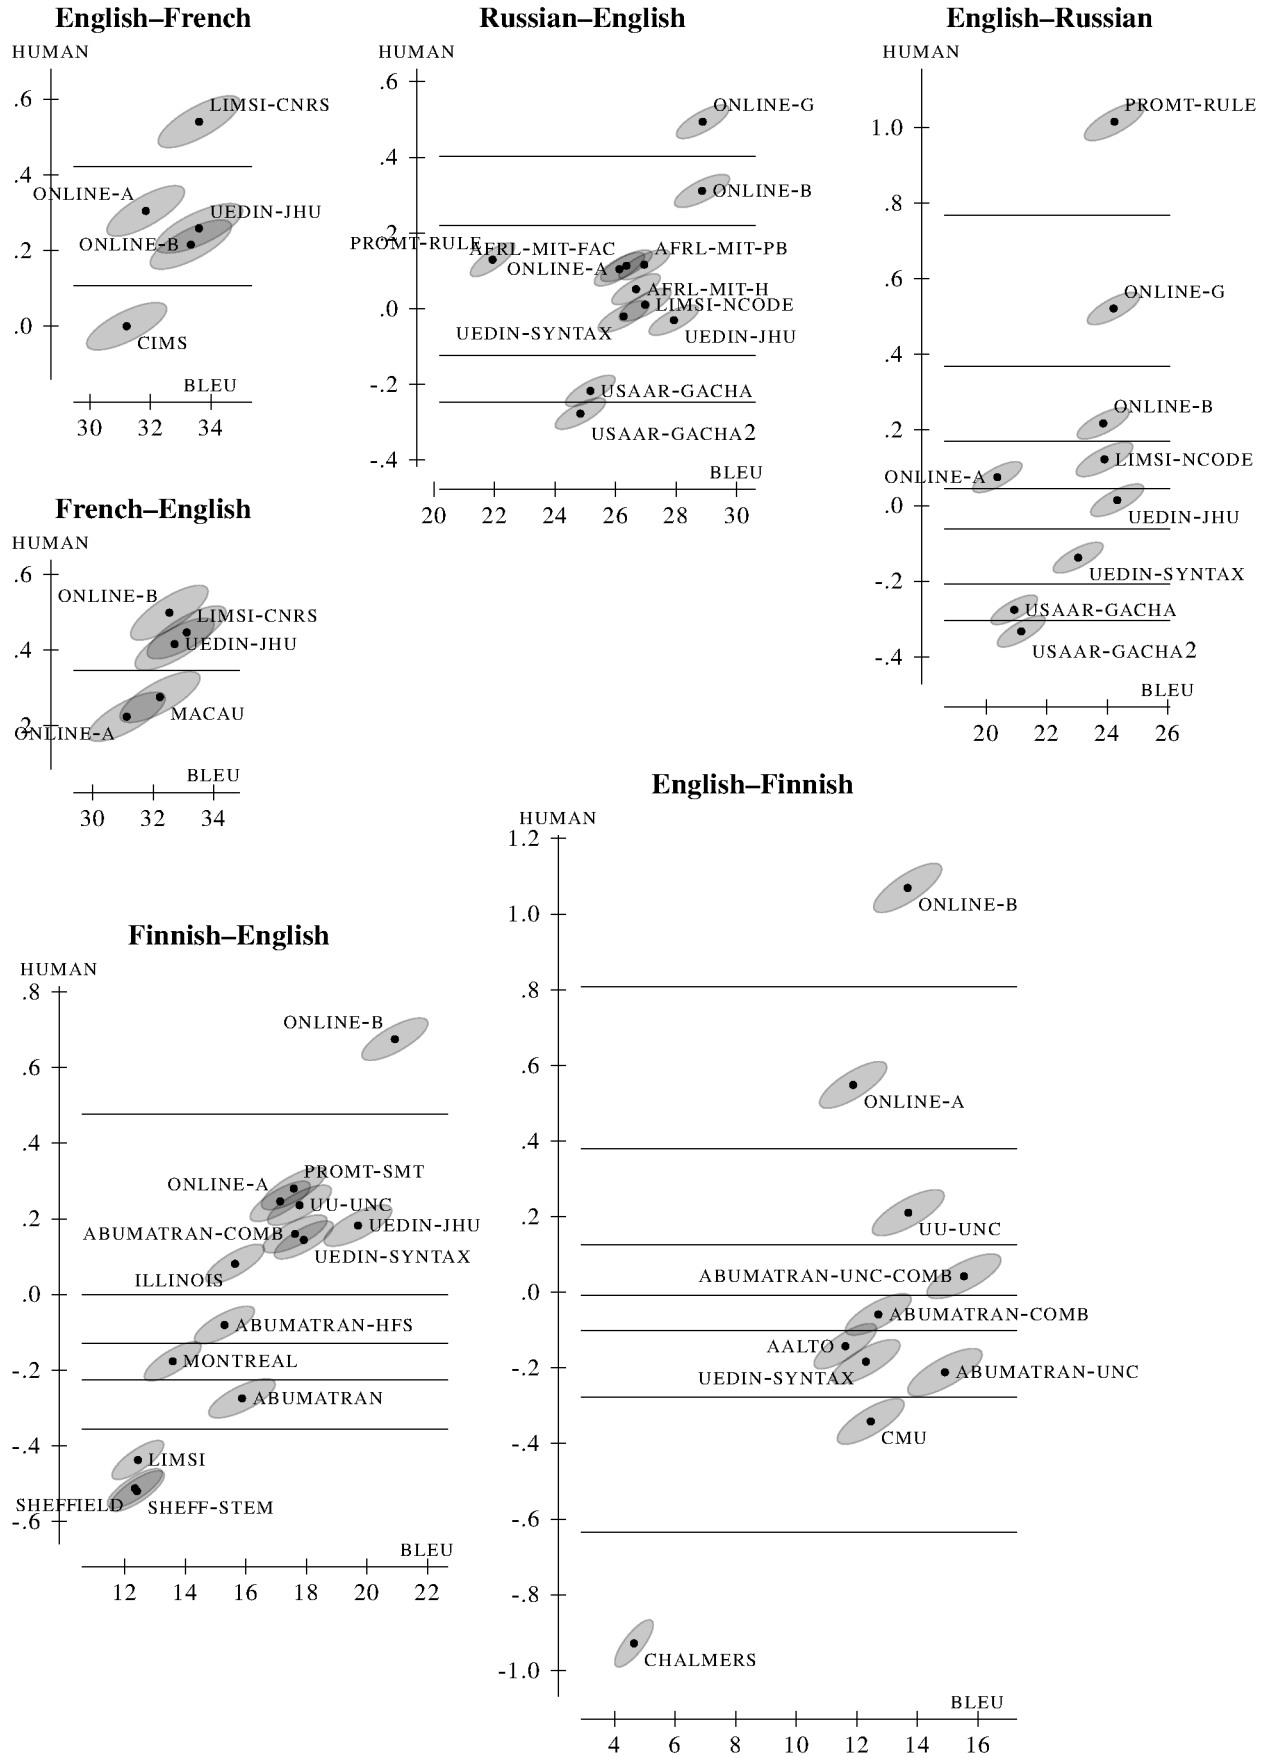 English–French
HUMAN
.6
.4
.2
.0
LIMSI-CNRS
ONLINE-A
UEDIN-JHU
ONLINE-B
CIMS
BLEU
30 32 34
Russian–English
HUMAN
.6
.4
.2
.0
-.2
-.4
ONLINE-G
ONLINE-B
PROMT-RULE
AFRL-MIT-FAC
AFRL-MIT-PB
ONLINE-A
AFRL-MIT-H
LIMSI-NCODE
UEDIN-SYNTAX
UEDIN-JHU
USAAR-GACHA
USAAR-GACHA2
BLEU
20 22 24 26 28 30
English–Russian
HUMAN
1.0
.8
.6
.4
.2
.0
-.2
-.4
PROMT-RULE
ONLINE-G
ONLINE-B
LIMSI-NCODE
ONLINE-A
UEDIN-JHU
UEDIN-SYNTAX
USAAR-GACHA
USAAR-GACHA2
BLEU
20 22 24 26
French–English
HUMAN
.6
.4
.2
ONLINE-B
LIMSI-CNRS
UEDIN-JHU
MACAU
ONLINE-A
BLEU
30 32 34
English–Finnish
HUMAN
1.2
1.0
.8
.6
.4
.2
.0
-.2
-.4
-.6
-.8
-1.0
ONLINE-B
ONLINE-A
UU-UNC
ABUMATRAN-UNC-COMB
ABUMATRAN-COMB
AALTO
UEDIN-SYNTAX
ABUMATRAN-UNC
CMU
CHALMERS
BLEU
4 6 8 10 12 14 16
Finnish–English
HUMAN
.8
.6
.4
.2
.0
-.2
-.4
-.6
ONLINE-B
PROMT-SMT
ONLINE-A
UU-UNC
UEDIN-JHU
ABUMATRAN-COMB
UEDIN-SYNTAX
ILLINOIS
ABUMATRAN-HFS
MONTREAL
ABUMATRAN
LIMSI
SHEFFIELD
SHEFF-STEM
BLEU
12 14 16 18 20 22